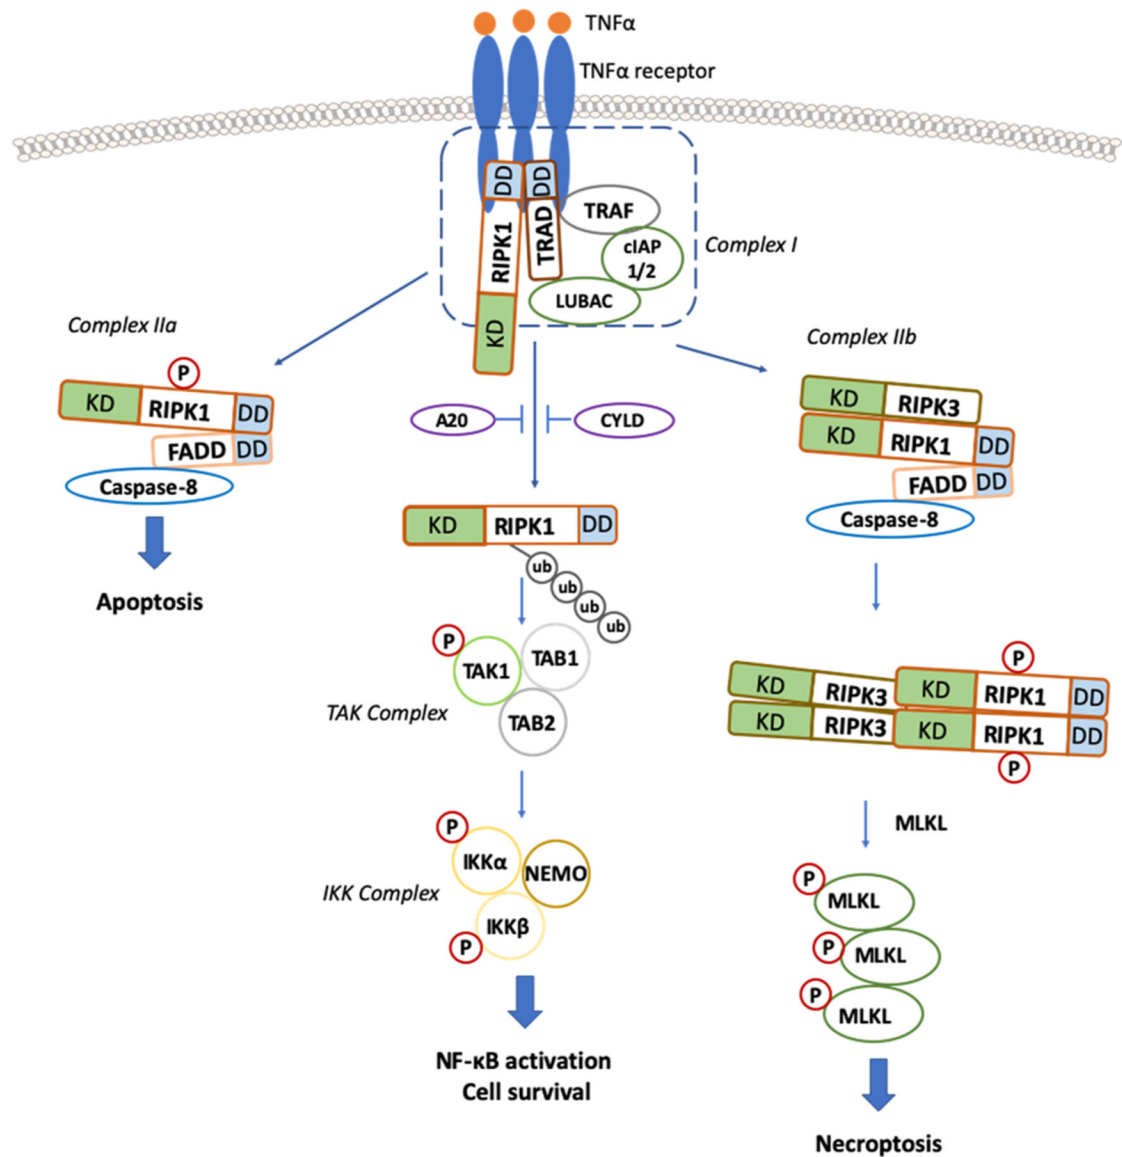 TNFα
TNFα receptor
DD
DD
RIPK1
TRAD
KD
TRAF
cIAP
1/2
LUBAC
Complex I
Complex IIa
P
KD
RIPK1
DD
FADD
DD
Caspase-8
Apoptosis
A20
CYLD
KD
RIPK1
DD
ub
ub
ub
ub
P
TAK1
TAB1
TAB2
TAK Complex
P
IKKα
NEMO
IKKβ
P
IKK Complex
NF-κB activation
Cell survival
Complex IIb
KD
RIPK3
KD
RIPK1
DD
FADD
DD
Caspase-8
P
KD
RIPK3
KD
RIPK1
DD
KD
RIPK3
KD
RIPK1
DD
P
MLKL
P
MLKL
P
MLKL
P
MLKL
Necroptosis